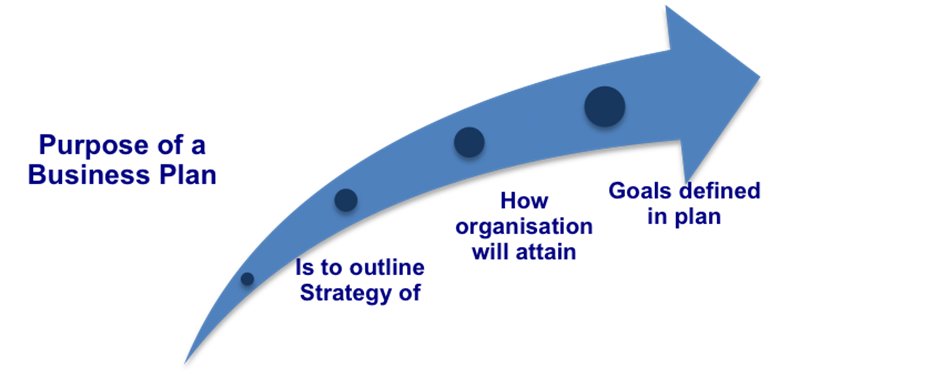 Purpose of a
Business Plan
Is to outline
Strategy of
How
organisation
will attain
Goals defined
in plan